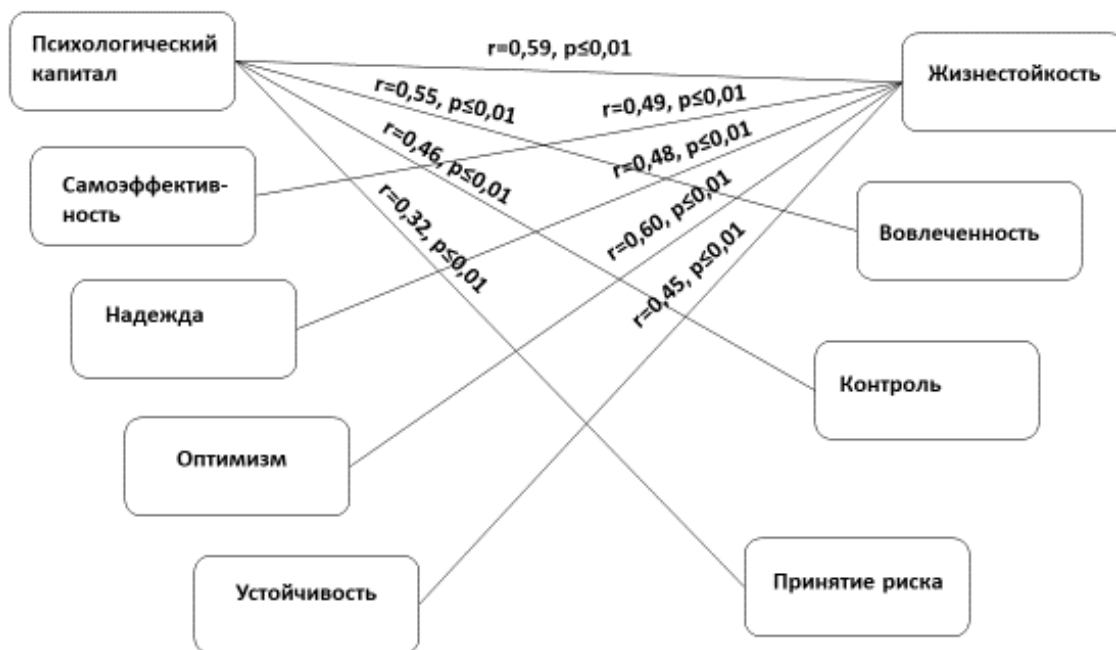 Психологический
капитал
r=0,59, p≤0,01
Жизнестойкость
r=0,55, p≤0,01
r=0,49, p≤0,01
r=0,46, p≤0,01
r=0,48, p≤0,01
Самоэффектив-
ность
r=0,32, p≤0,01
r=0,60, p≤0,01
Вовлеченность
r=0,45, p≤0,01
Надежда
Контроль
Оптимизм
Устойчивость
Принятие риска